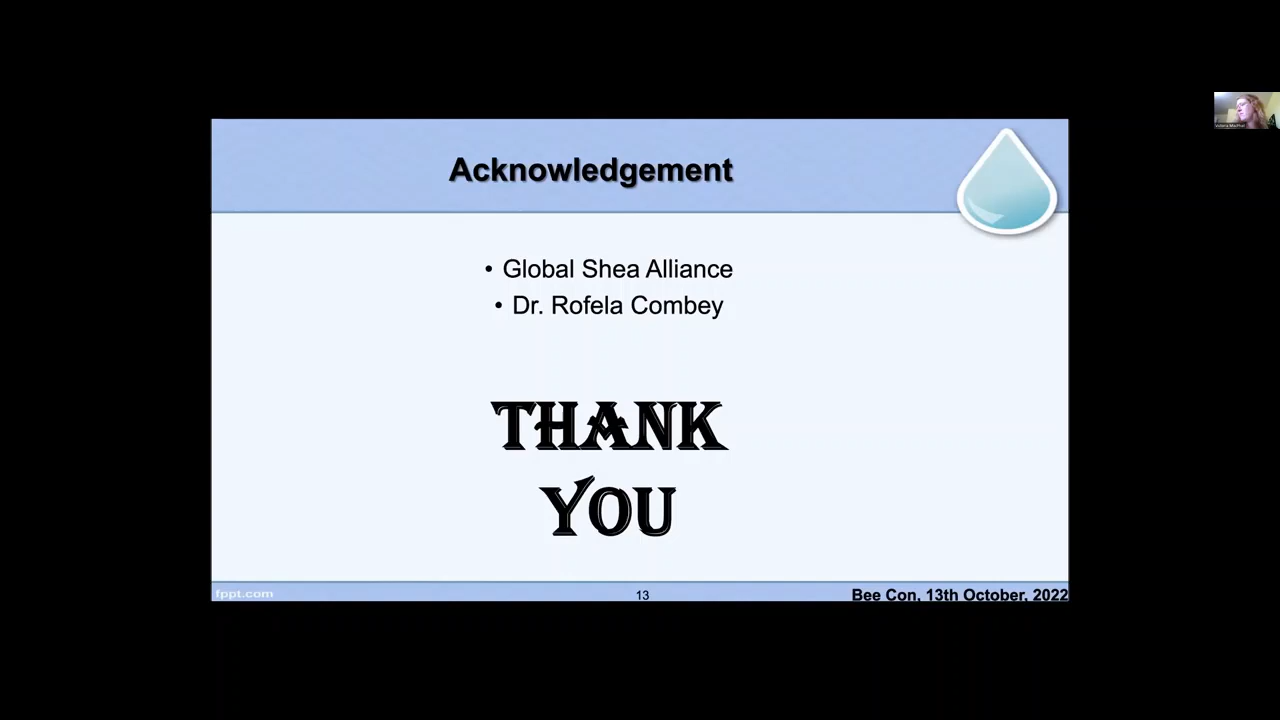 Acknowledgement
• Global Shea Alliance
• Dr. Rofela Combey
THANK
YOU
fppt.com
13
Bee Con, 13th October, 2022